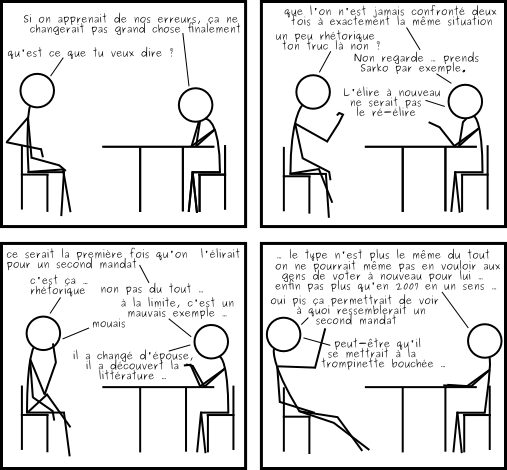 Si on apprenait de nos erreurs, ça ne
changerait pas grand chose finalement
qu'est ce que tu veux dire ?
que l'on n'est jamais confronté deux
fois à exactement la même situation
un peu rhétorique
ton truc là non ?
Non regarde … prends
Sarko par exemple.
L'élire à nouveau
ne serait pas
le ré-élire
ce serait la première fois qu'on l'élirait
pour un second mandat
c'est ça …
rhétorique
non pas du tout …
à la limite, c'est un
mauvais exemple …
mouais
il a changé d'épouse,
il a découvert la
littérature …
… le type n'est plus le même du tout
on ne pourrait même pas en vouloir aux
gens de voter à nouveau pour lui …
enfin pas plus qu'en 2007 en un sens …
oui pis ça permettrait de voir
à quoi ressemblerait un
second mandat
peut-être qu'il
se mettrait à la
trompinette bouchée …